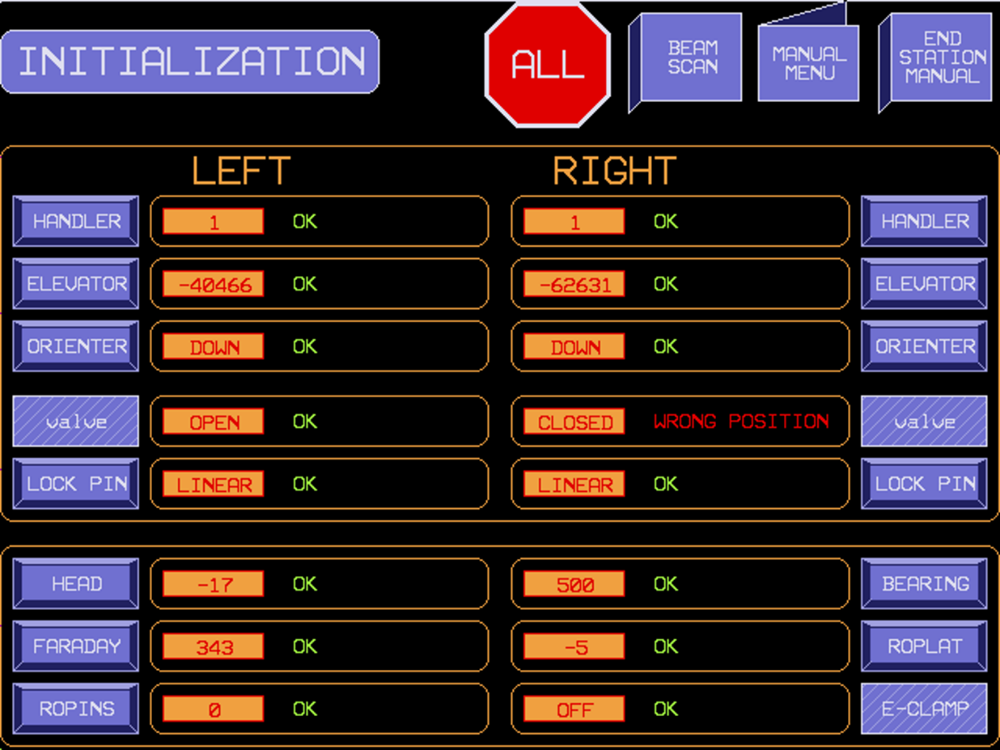 INITIALIZATION
ALL
BEAM
SCAN
MANUAL
MENU
END
STATION
MANUAL
LEFT RIGHT
HANDLER 1 OK 1 OK HANDLER
ELEVATOR -40466 OK -62631 OK ELEVATOR
ORIENTER DOWN OK DOWN OK ORIENTER
valve OPEN OK CLOSED WRONG POSITION valve
LOCK PIN LINEAR OK LINEAR OK LOCK PIN
HEAD -17 OK 500 OK BEARING
FARADAY 343 OK -5 OK ROPLAT
ROPINS 0 OK OFF OK E-CLAMP